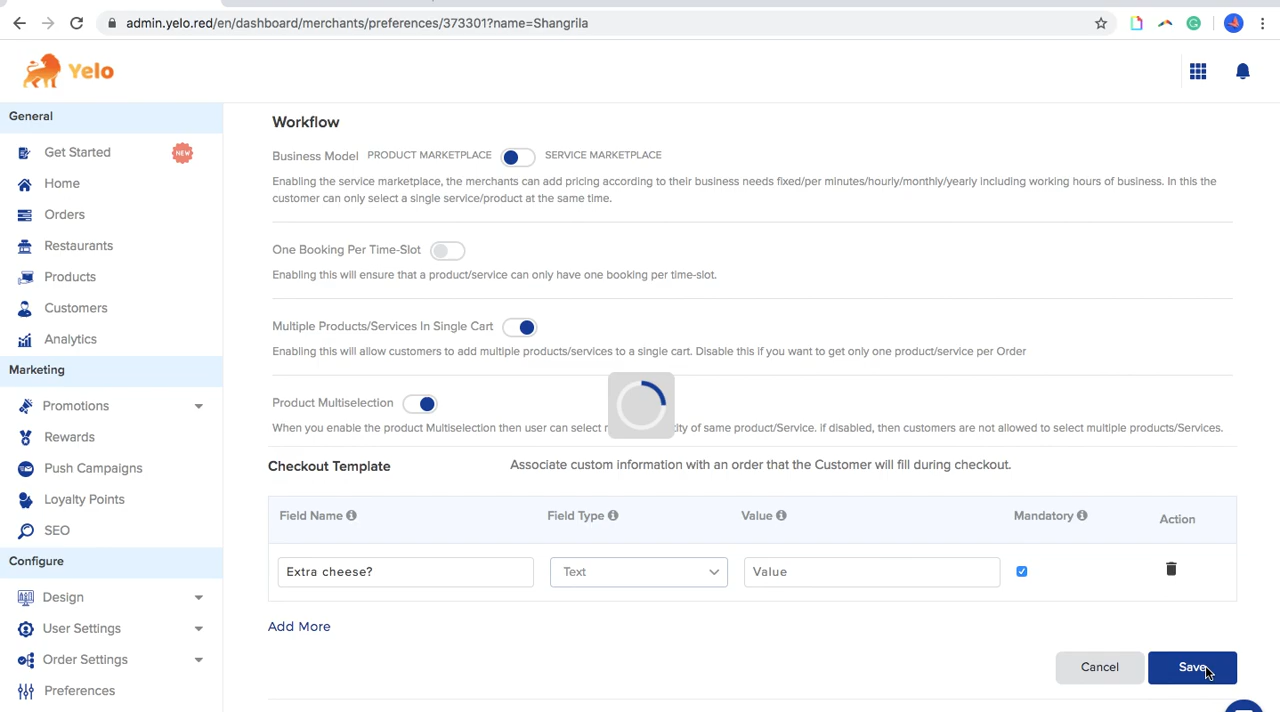 admin.yelo.red/en/dashboard/merchants/preferences/373301?name=Shangrila
Yelo
General
Get Started
NEW
Home
Orders
Restaurants
Products
Customers
Analytics
Marketing
Promotions
Rewards
Push Campaigns
Loyalty Points
SEO
Configure
Design
User Settings
Order Settings
Preferences
Workflow
Business Model PRODUCT MARKETPLACE SERVICE MARKETPLACE
Enabling the service marketplace, the merchants can add pricing according to their business needs fixed/per minutes/hourly/monthly/yearly including working hours of business. In this the
customer can only select a single service/product at the same time.
One Booking Per Time-Slot
Enabling this will ensure that a product/service can only have one booking per time-slot.
Multiple Products/Services In Single Cart
Enabling this will allow customers to add multiple products/services to a single cart. Disable this if you want to get only one product/service per Order
Product Multiselection
When you enable the product Multiselection then user can select of same product/Service. if disabled, then customers are not allowed to select multiple products/Services.
Checkout Template Associate custom information with an order that the Customer will fill during checkout.
Field Name Field Type Value Mandatory Action
Extra cheese? Text Value
Add More
Cancel Save